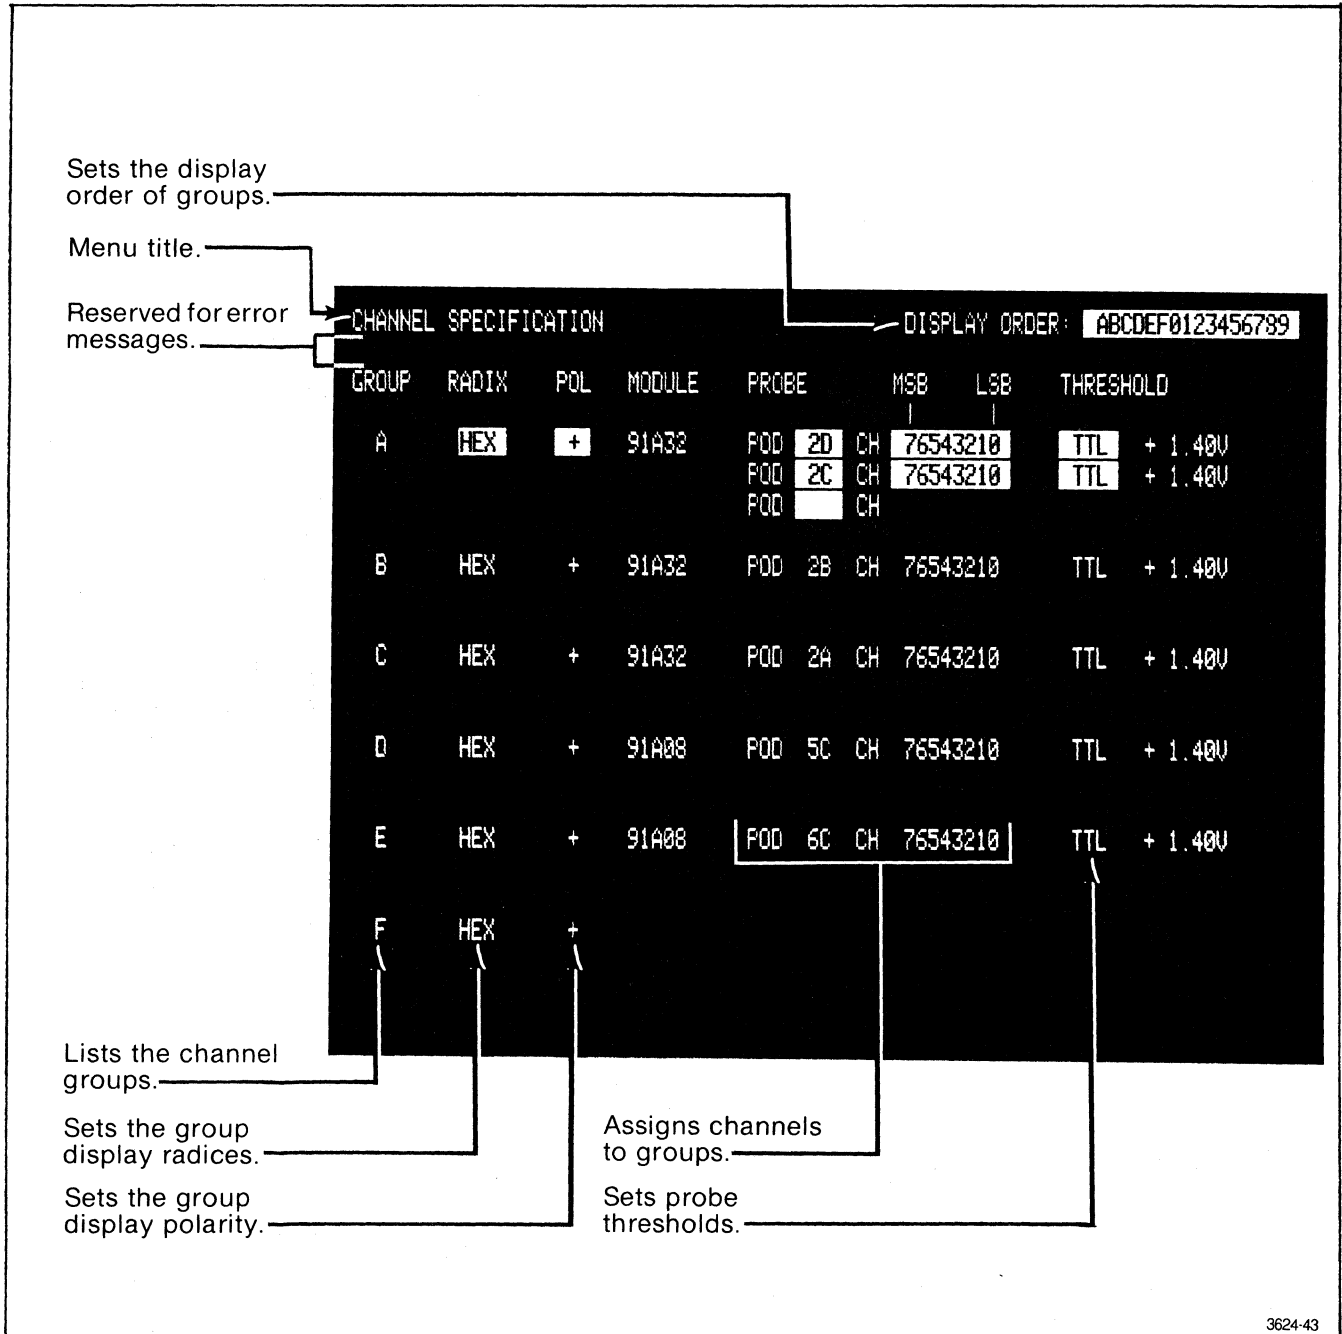 Sets the display
order of groups.
Menu title.
Reserved for error
messages.
CHANNEL SPECIFICATION DISPLAY ORDER: ABCDEF0123456789
GROUP RADIX POL MODULE PROBE MSB LSB THRESHOLD
A HEX + 91A32 POD 2D CH 76543210 TTL + 1.40V
POD 2C CH 76543210 TTL + 1.40V
POD CH
B HEX + 91A32 POD 2B CH 76543210 TTL + 1.40V
C HEX + 91A32 POD 2A CH 76543210 TTL + 1.40V
D HEX + 91A08 POD 5C CH 76543210 TTL + 1.40V
E HEX + 91A08 POD 6C CH 76543210 TTL + 1.40V
F HEX +
Lists the channel
groups.
Sets the group
display radices.
Sets the group
display polarity.
Assigns channels
to groups.
Sets probe
thresholds.
3624-43